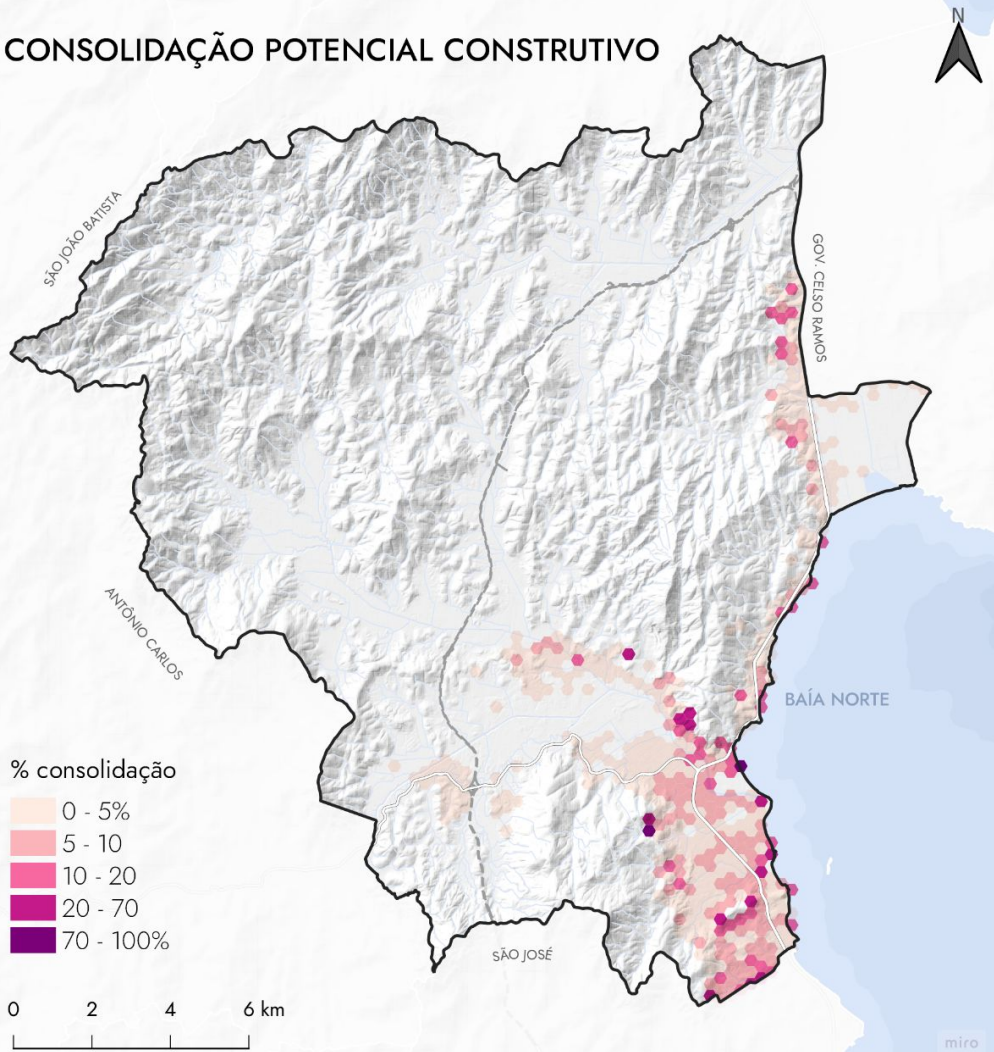 CONSOLIDAÇÃO POTENCIAL CONSTRUTIVO
N
SÃO JOÃO BATISTA
GOV. CELSO RAMOS
ANTÔNIO CARLOS
BAÍA NORTE
% consolidação
0 - 5%
5 - 10
10 - 20
20 - 70
70 - 100%
SÃO JOSÉ
0 2 4 6 km
miro